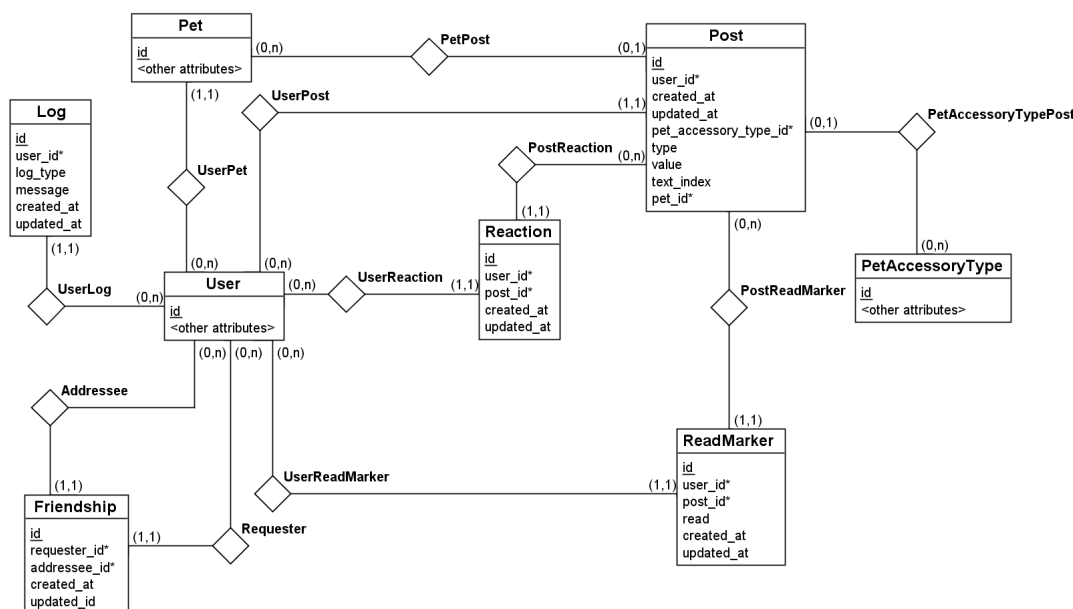 Pet
id
<other attributes>
(0,n)
PetPost
(0,1)
Post
id
user_id*
created_at
updated_at
pet_accessory_type_id*
type
value
text_index
pet_id*
(1,1)
UserPost
(1,1)
(0,1)
PetAccessoryTypePost
Log
id
user_id*
log_type
message
created_at
updated_at
UserPet
PostReaction
(0,n)
(1,1)
Reaction
id
user_id*
post_id*
created_at
updated_at
(0,n)
(0,n)
PetAccessoryType
id
<other attributes>
(1,1)
UserLog
(0,n)
(0,n)
(0,n)
User
id
<other attributes>
(0,n)
UserReaction
(1,1)
PostReadMarker
(0,n)
(0,n)
(0,n)
Addressee
(1,1)
ReadMarker
id
user_id*
post_id*
read
created_at
updated_at
UserReadMarker
(1,1)
(1,1)
Friendship
id
requester_id*
addressee_id*
created_at
updated_id
(1,1)
Requester